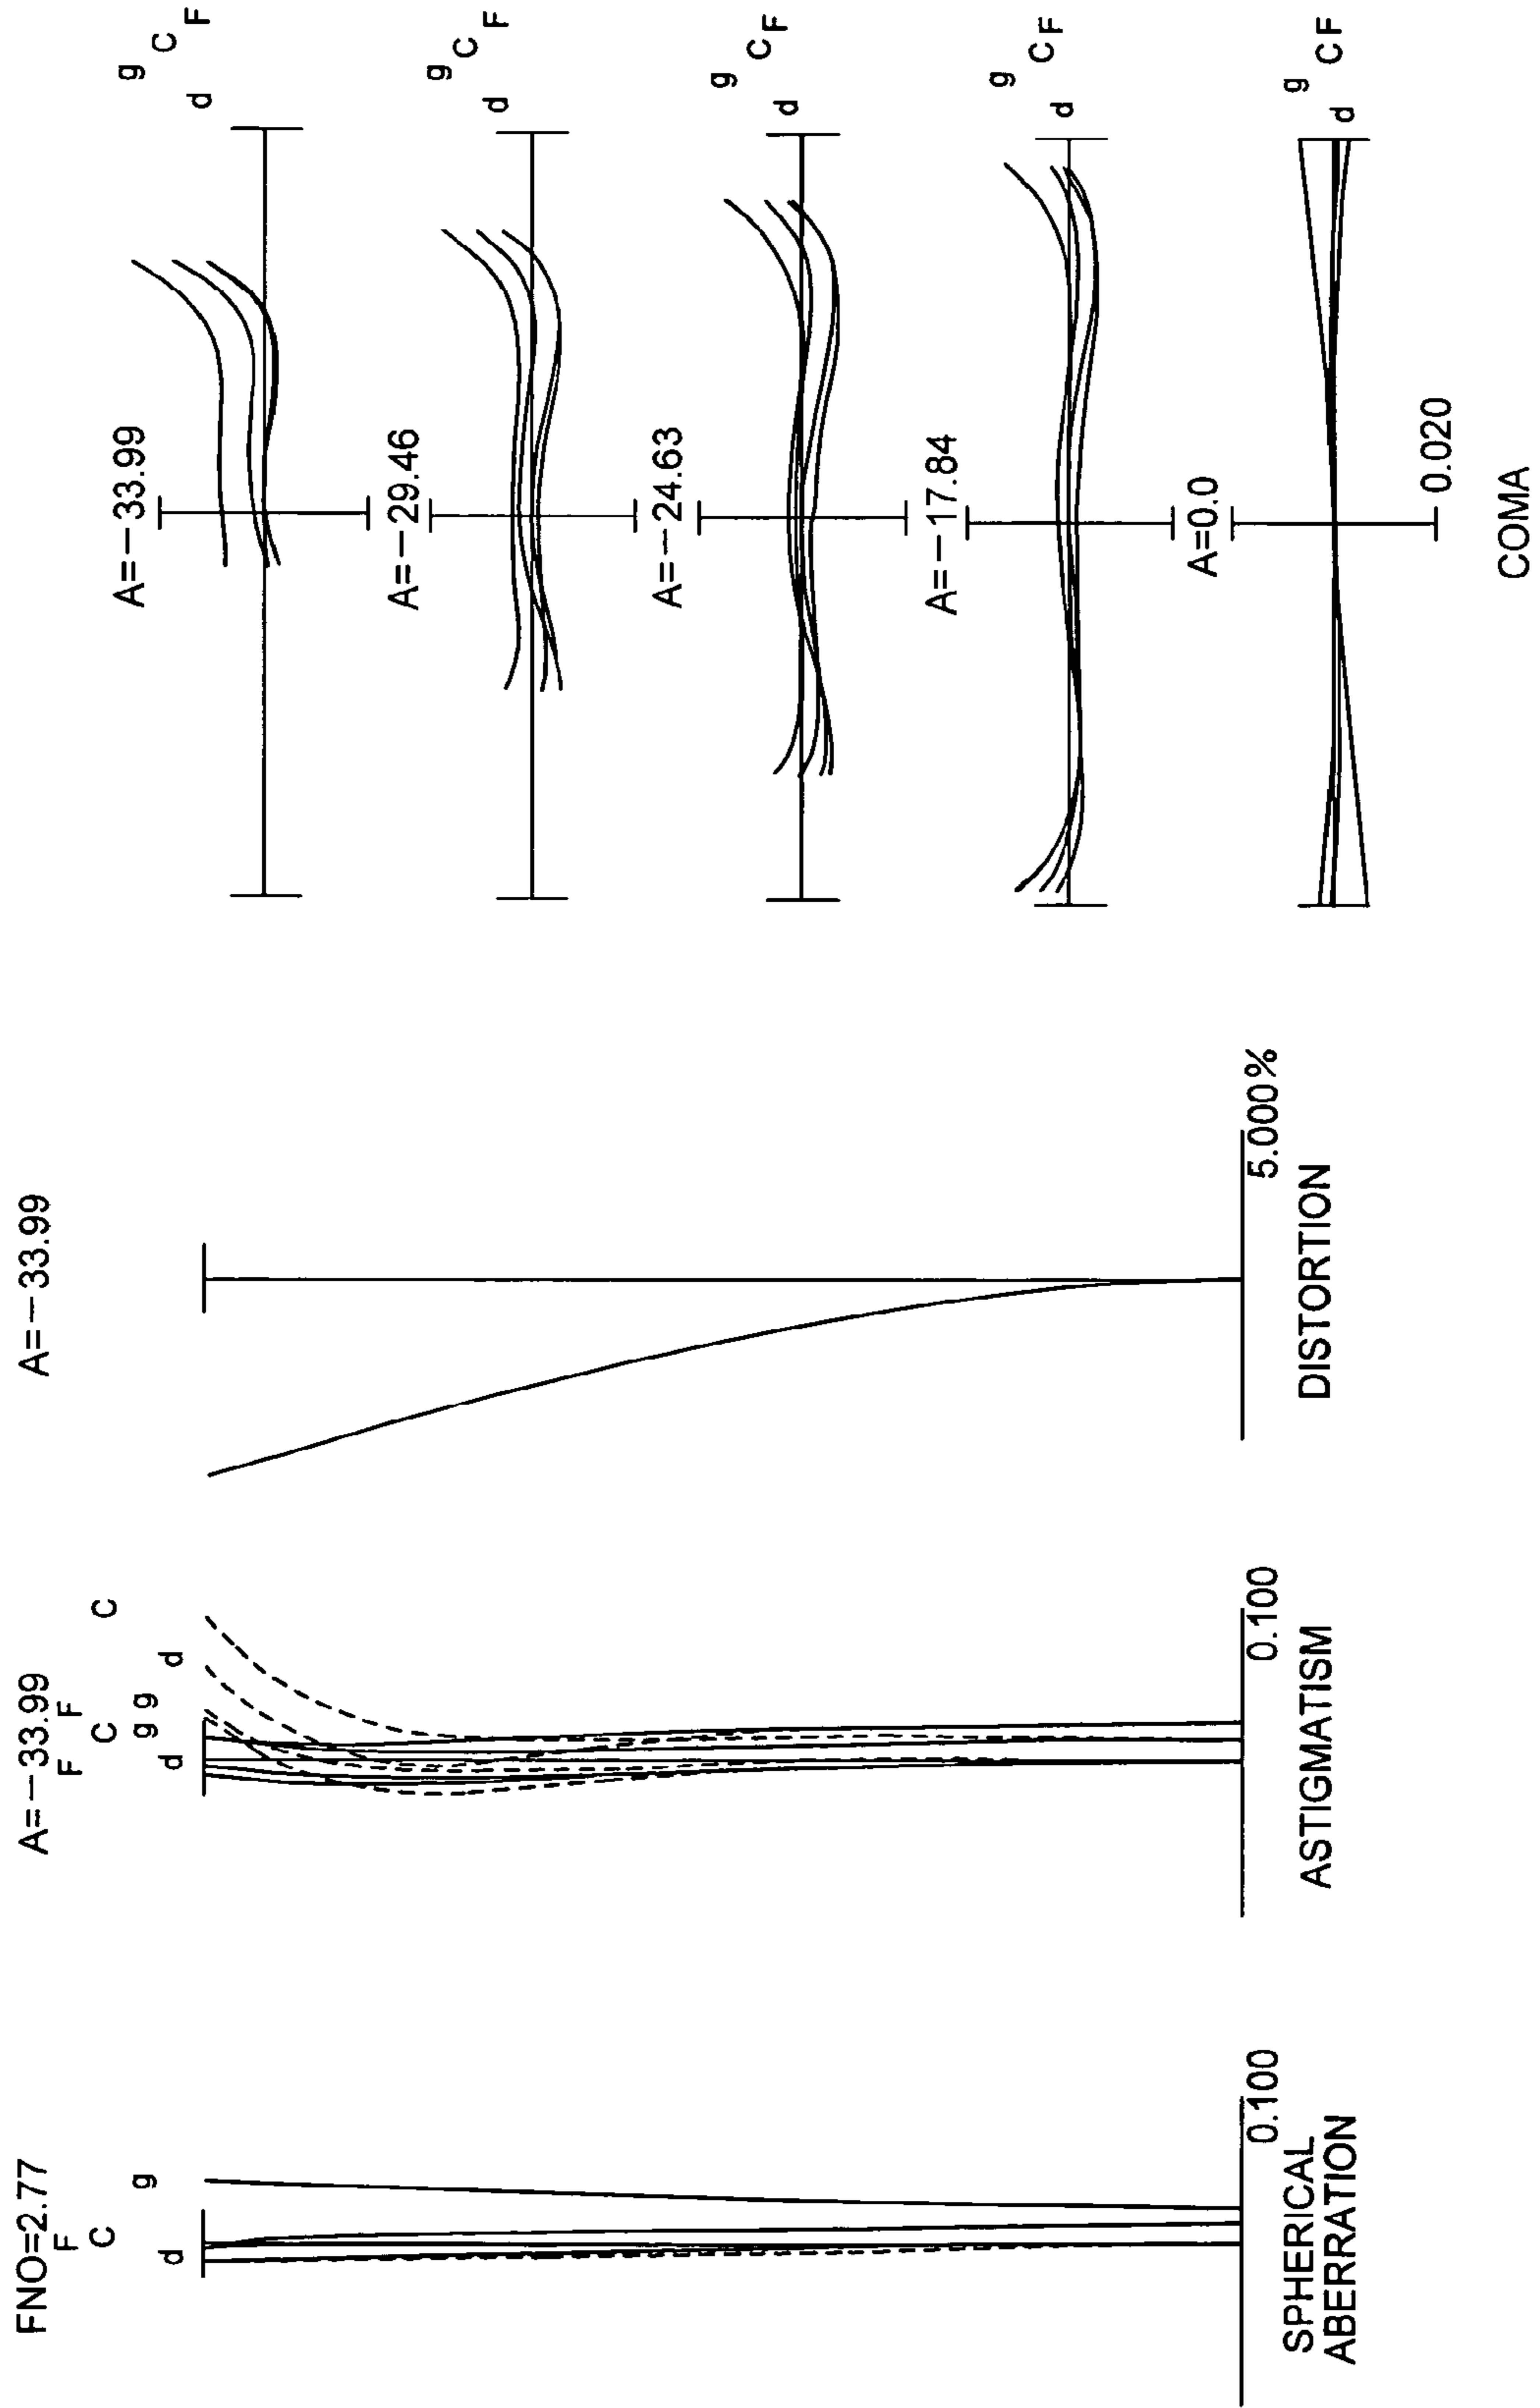 FNO=2.77
F
C
g
d
0.100
SPHERICAL
ABERRATION
A=−33.99
F F
C C
g g
d d
0.100
ASTIGMATISM
A=−33.99
5.000%
DISTORTION
A=−33.99
g C F
d
A=−29.46
g C F
d
A=−24.63
g C F
d
A=−17.84
g C F
d
A=0.0
g C F
d
0.020
COMA